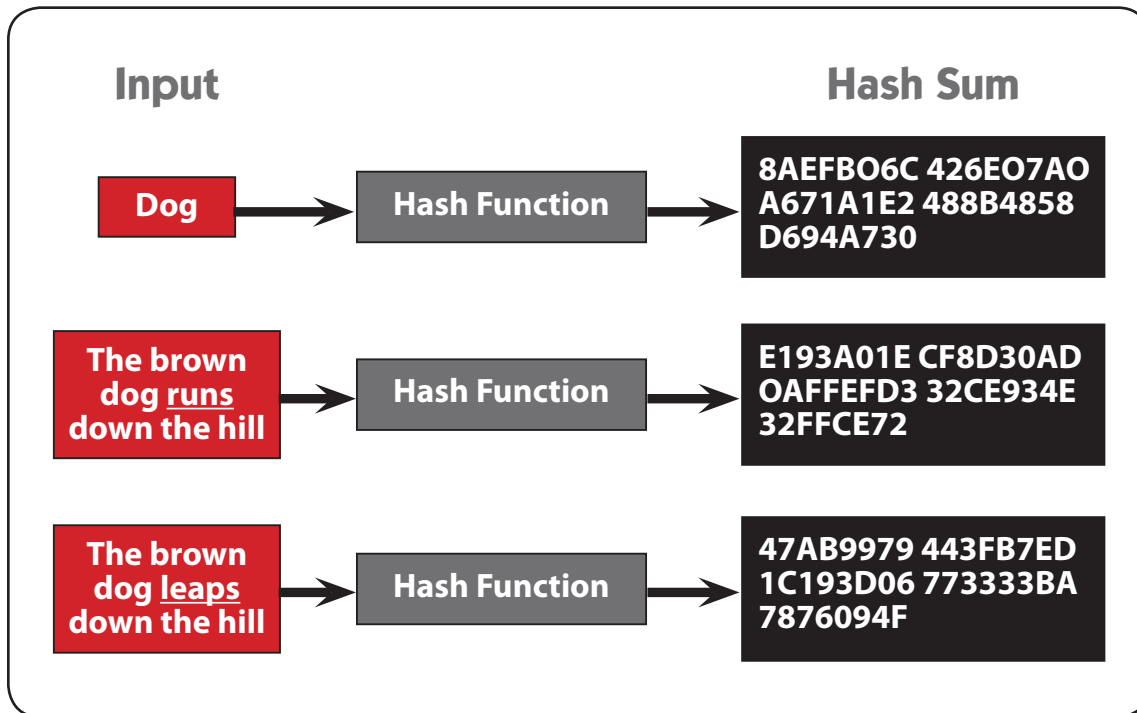 Input
Hash Sum
Dog
Hash Function
8AEFBO6C 426EO7AO
A671A1E2 488B4858
D694A730
The brown
dog runs
down the hill
Hash Function
E193A01E CF8D30AD
OAFFEFD3 32CE934E
32FFCE72
The brown
dog leaps
down the hill
Hash Function
47AB9979 443FB7ED
1C193D06 773333BA
7876094F